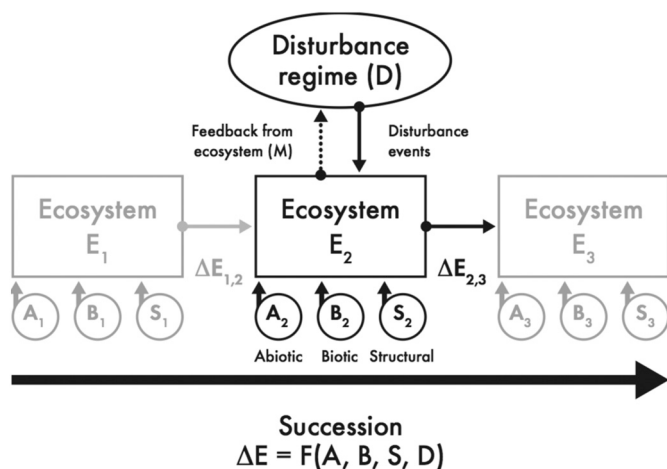 Disturbance
regime (D)
Feedback from
ecosystem (M)
Disturbance
events
Ecosystem
E₁
Ecosystem
E₂
Ecosystem
E₃
ΔE₁,₂
ΔE₂,₃
A₁ B₁ S₁
A₂ B₂ S₂
A₃ B₃ S₃
Abiotic Biotic Structural
Succession
ΔE = F(A, B, S, D)